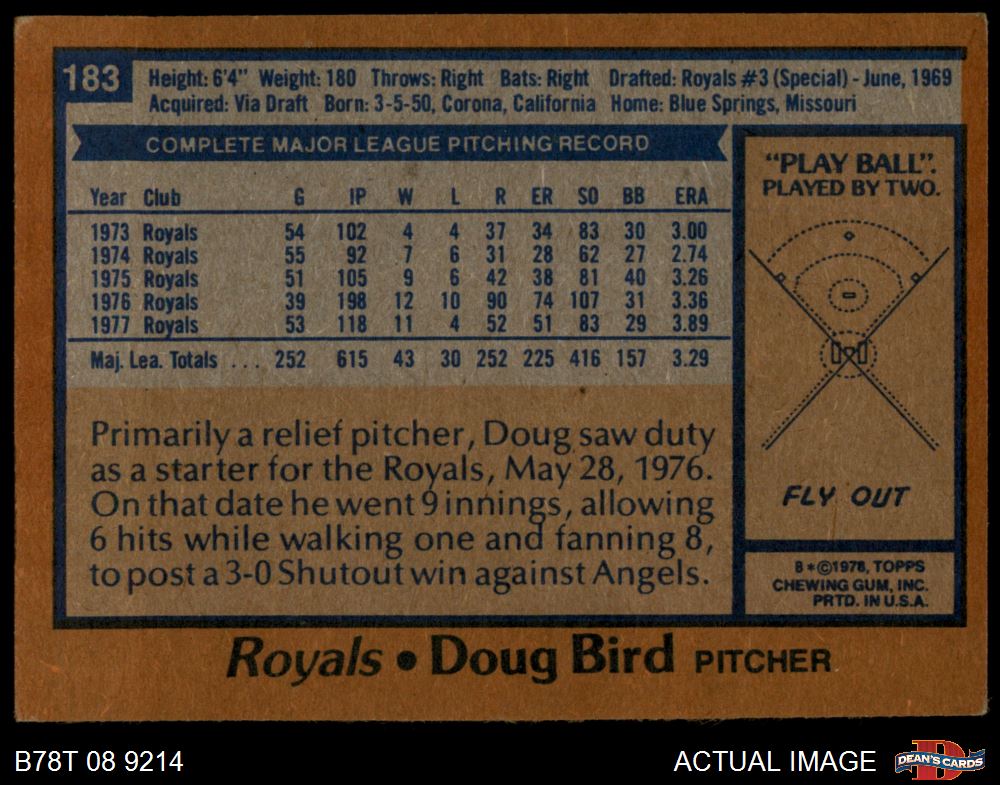 183
Height: 6'4" Weight: 180 Throws: Right Bats: Right Drafted: Royals #3 (Special) - June, 1969
Acquired: Via Draft Born: 3-5-50, Corona, California Home: Blue Springs, Missouri
COMPLETE MAJOR LEAGUE PITCHING RECORD
Year Club G IP W L R ER SO BB ERA
1973 Royals 54 102 4 4 37 34 83 30 3.00
1974 Royals 55 92 7 6 31 28 62 27 2.74
1975 Royals 51 105 9 6 42 38 81 40 3.26
1976 Royals 39 198 12 10 90 74 107 31 3.36
1977 Royals 53 118 11 4 52 51 83 29 3.89
Maj. Lea. Totals . . . 252 615 43 30 252 225 416 157 3.29
Primarily a relief pitcher, Doug saw duty
as a starter for the Royals, May 28, 1976.
On that date he went 9 innings, allowing
6 hits while walking one and fanning 8,
to post a 3-0 Shutout win against Angels.
"PLAY BALL".
PLAYED BY TWO.
FLY OUT
8*©1978, TOPPS
CHEWING GUM, INC.
PRTD. IN U.S.A.
Royals • Doug Bird PITCHER
B78T 08 9214
ACTUAL IMAGE
D
DEAN'S CARDS